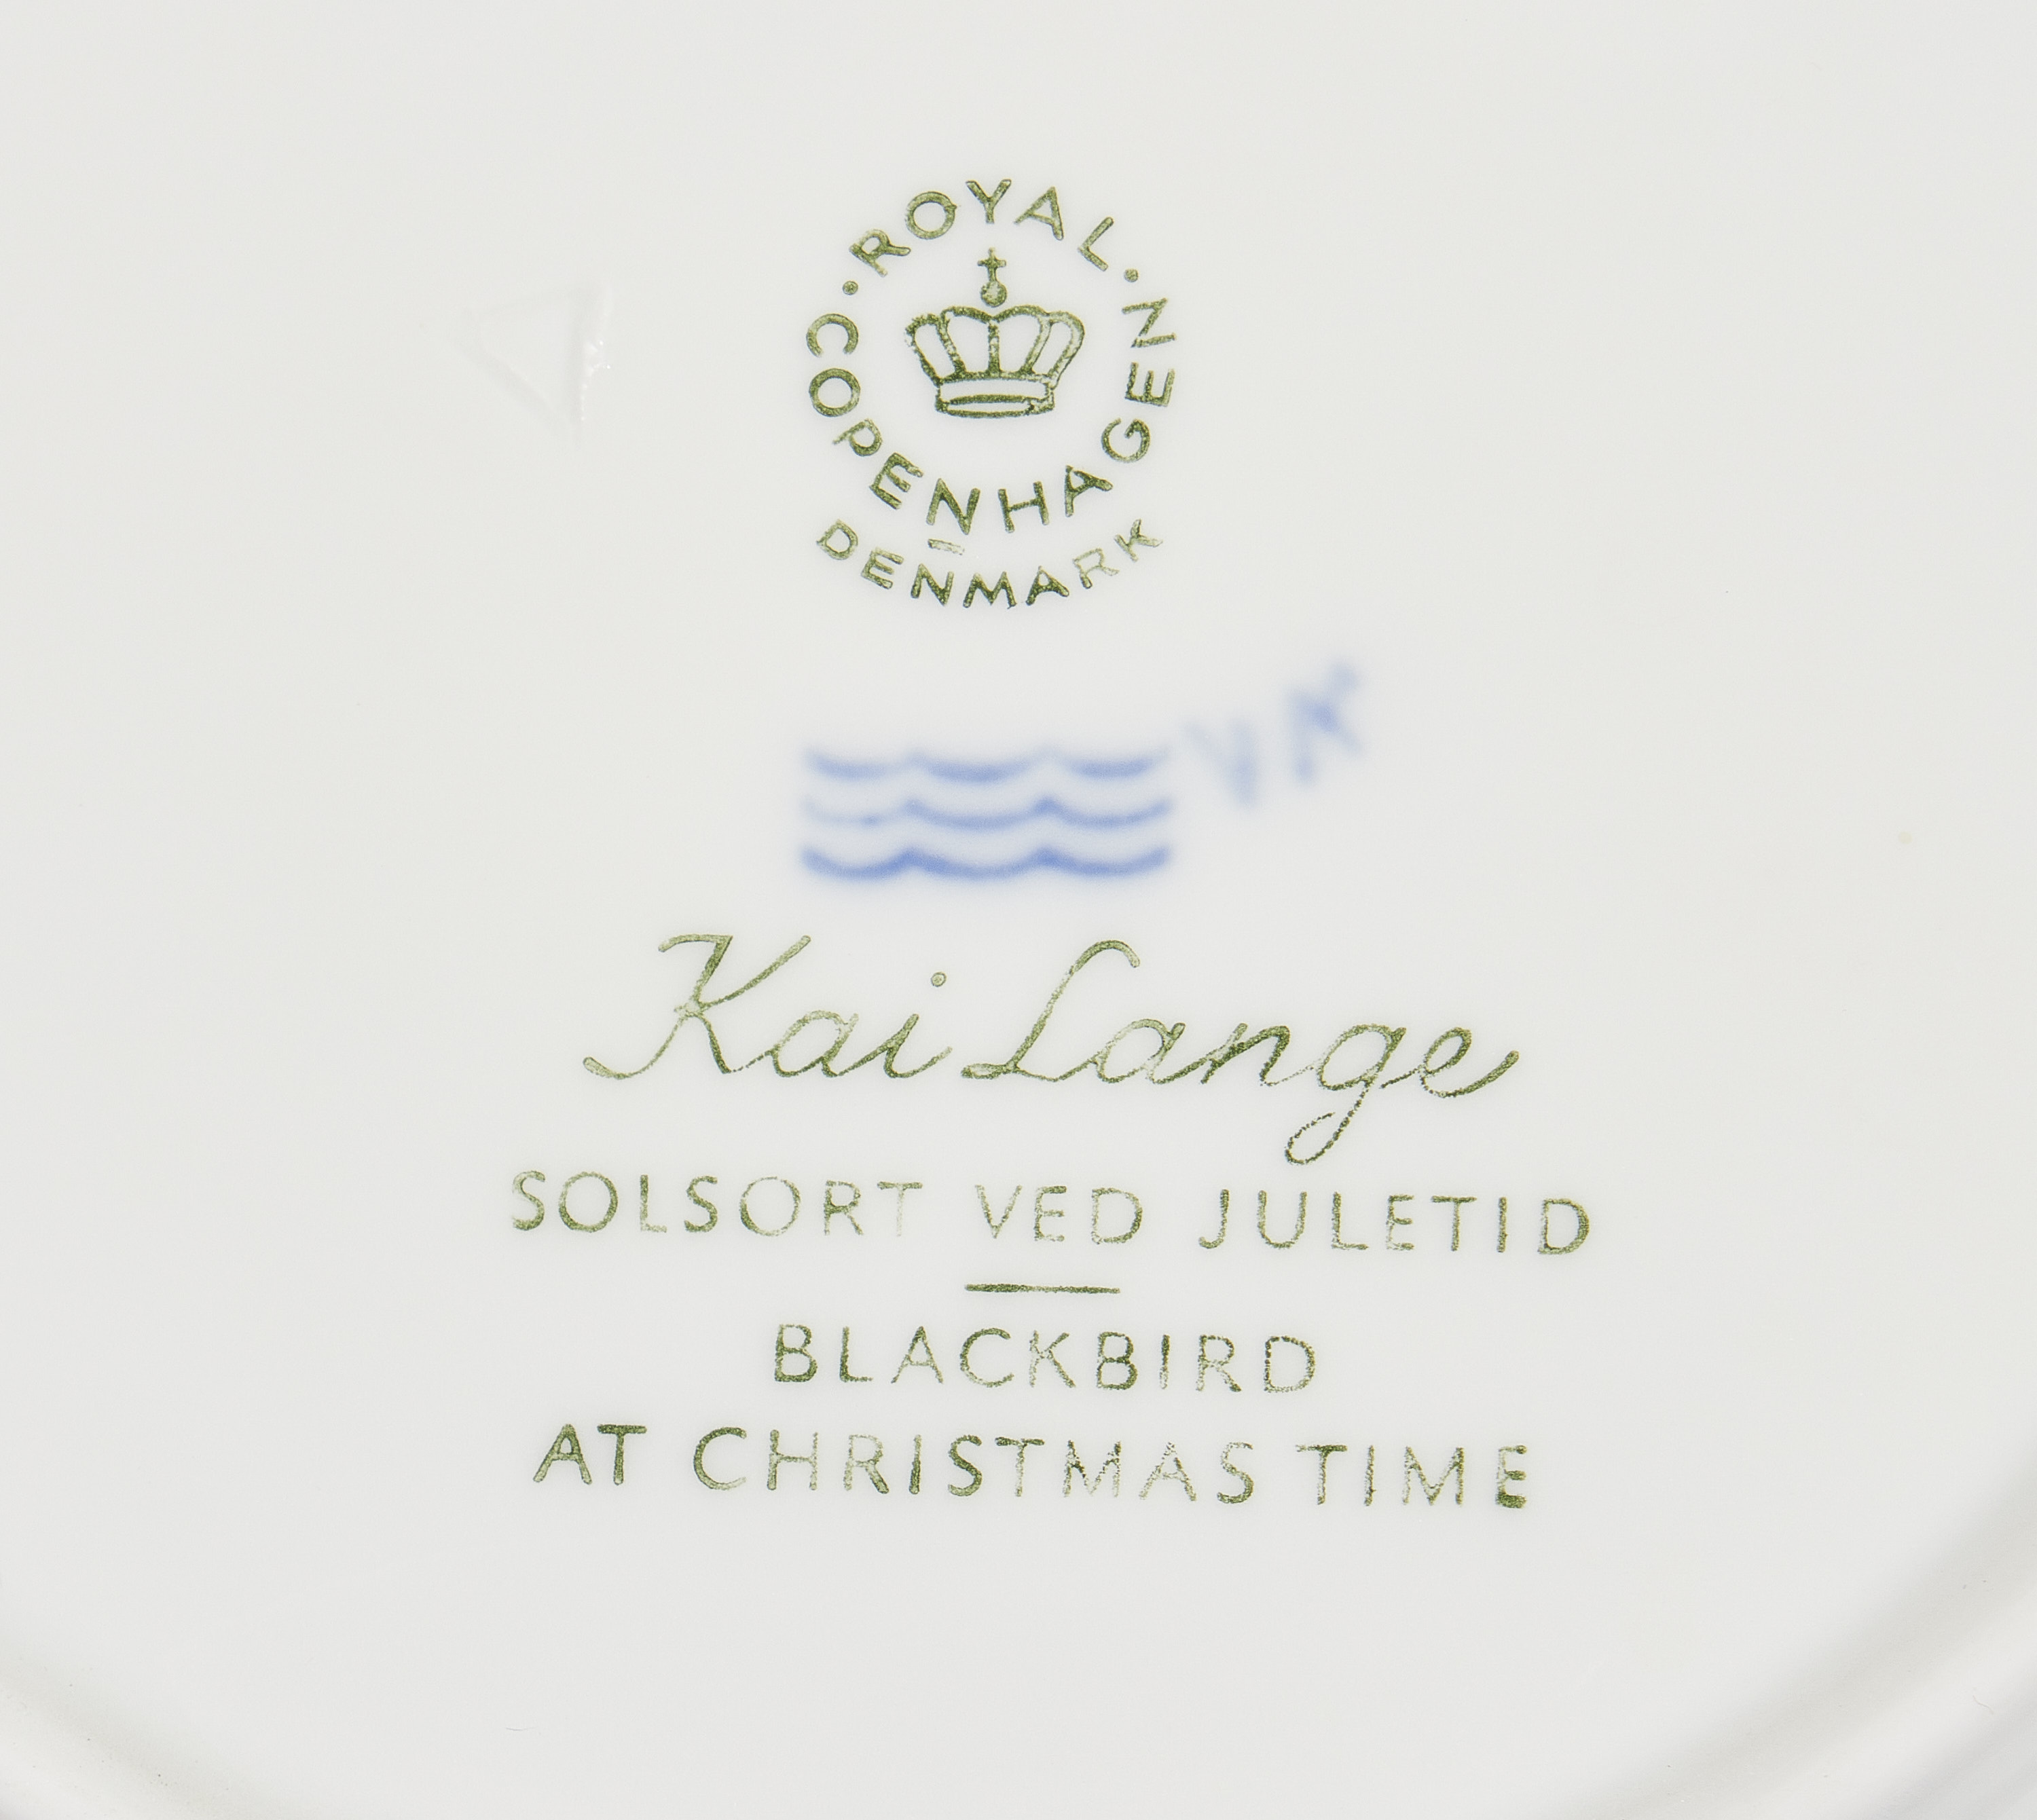 ROYAL
COPENHAGEN
DENMARK
Kai Lange
SOLSORT VED JULETID
BLACKBIRD
AT CHRISTMAS TIME